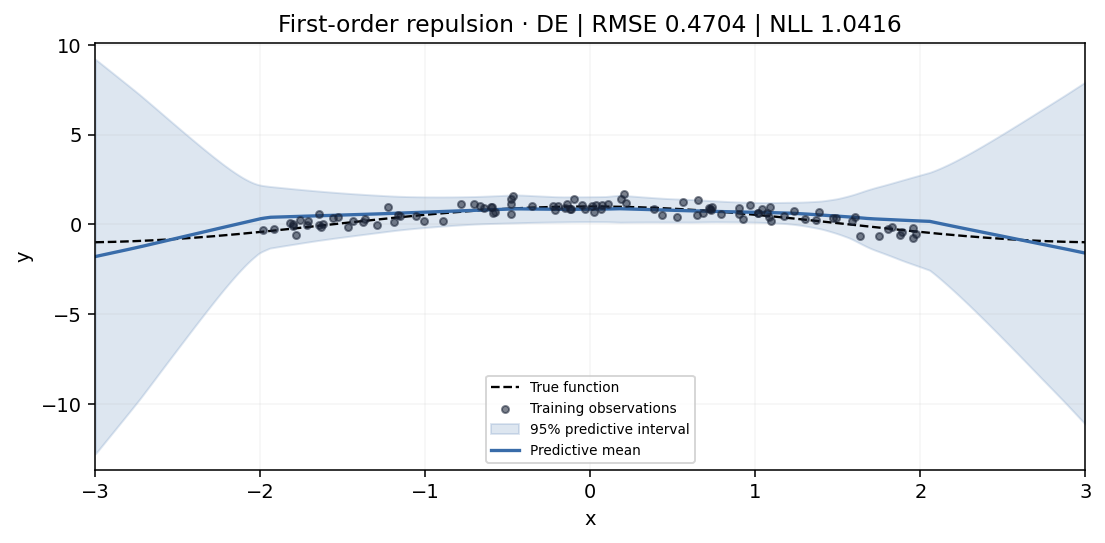 First-order repulsion · DE | RMSE 0.4704 | NLL 1.0416
10
5
0
−5
−10
y
−3
−2
−1
0
1
2
3
x
True function
Training observations
95% predictive interval
Predictive mean